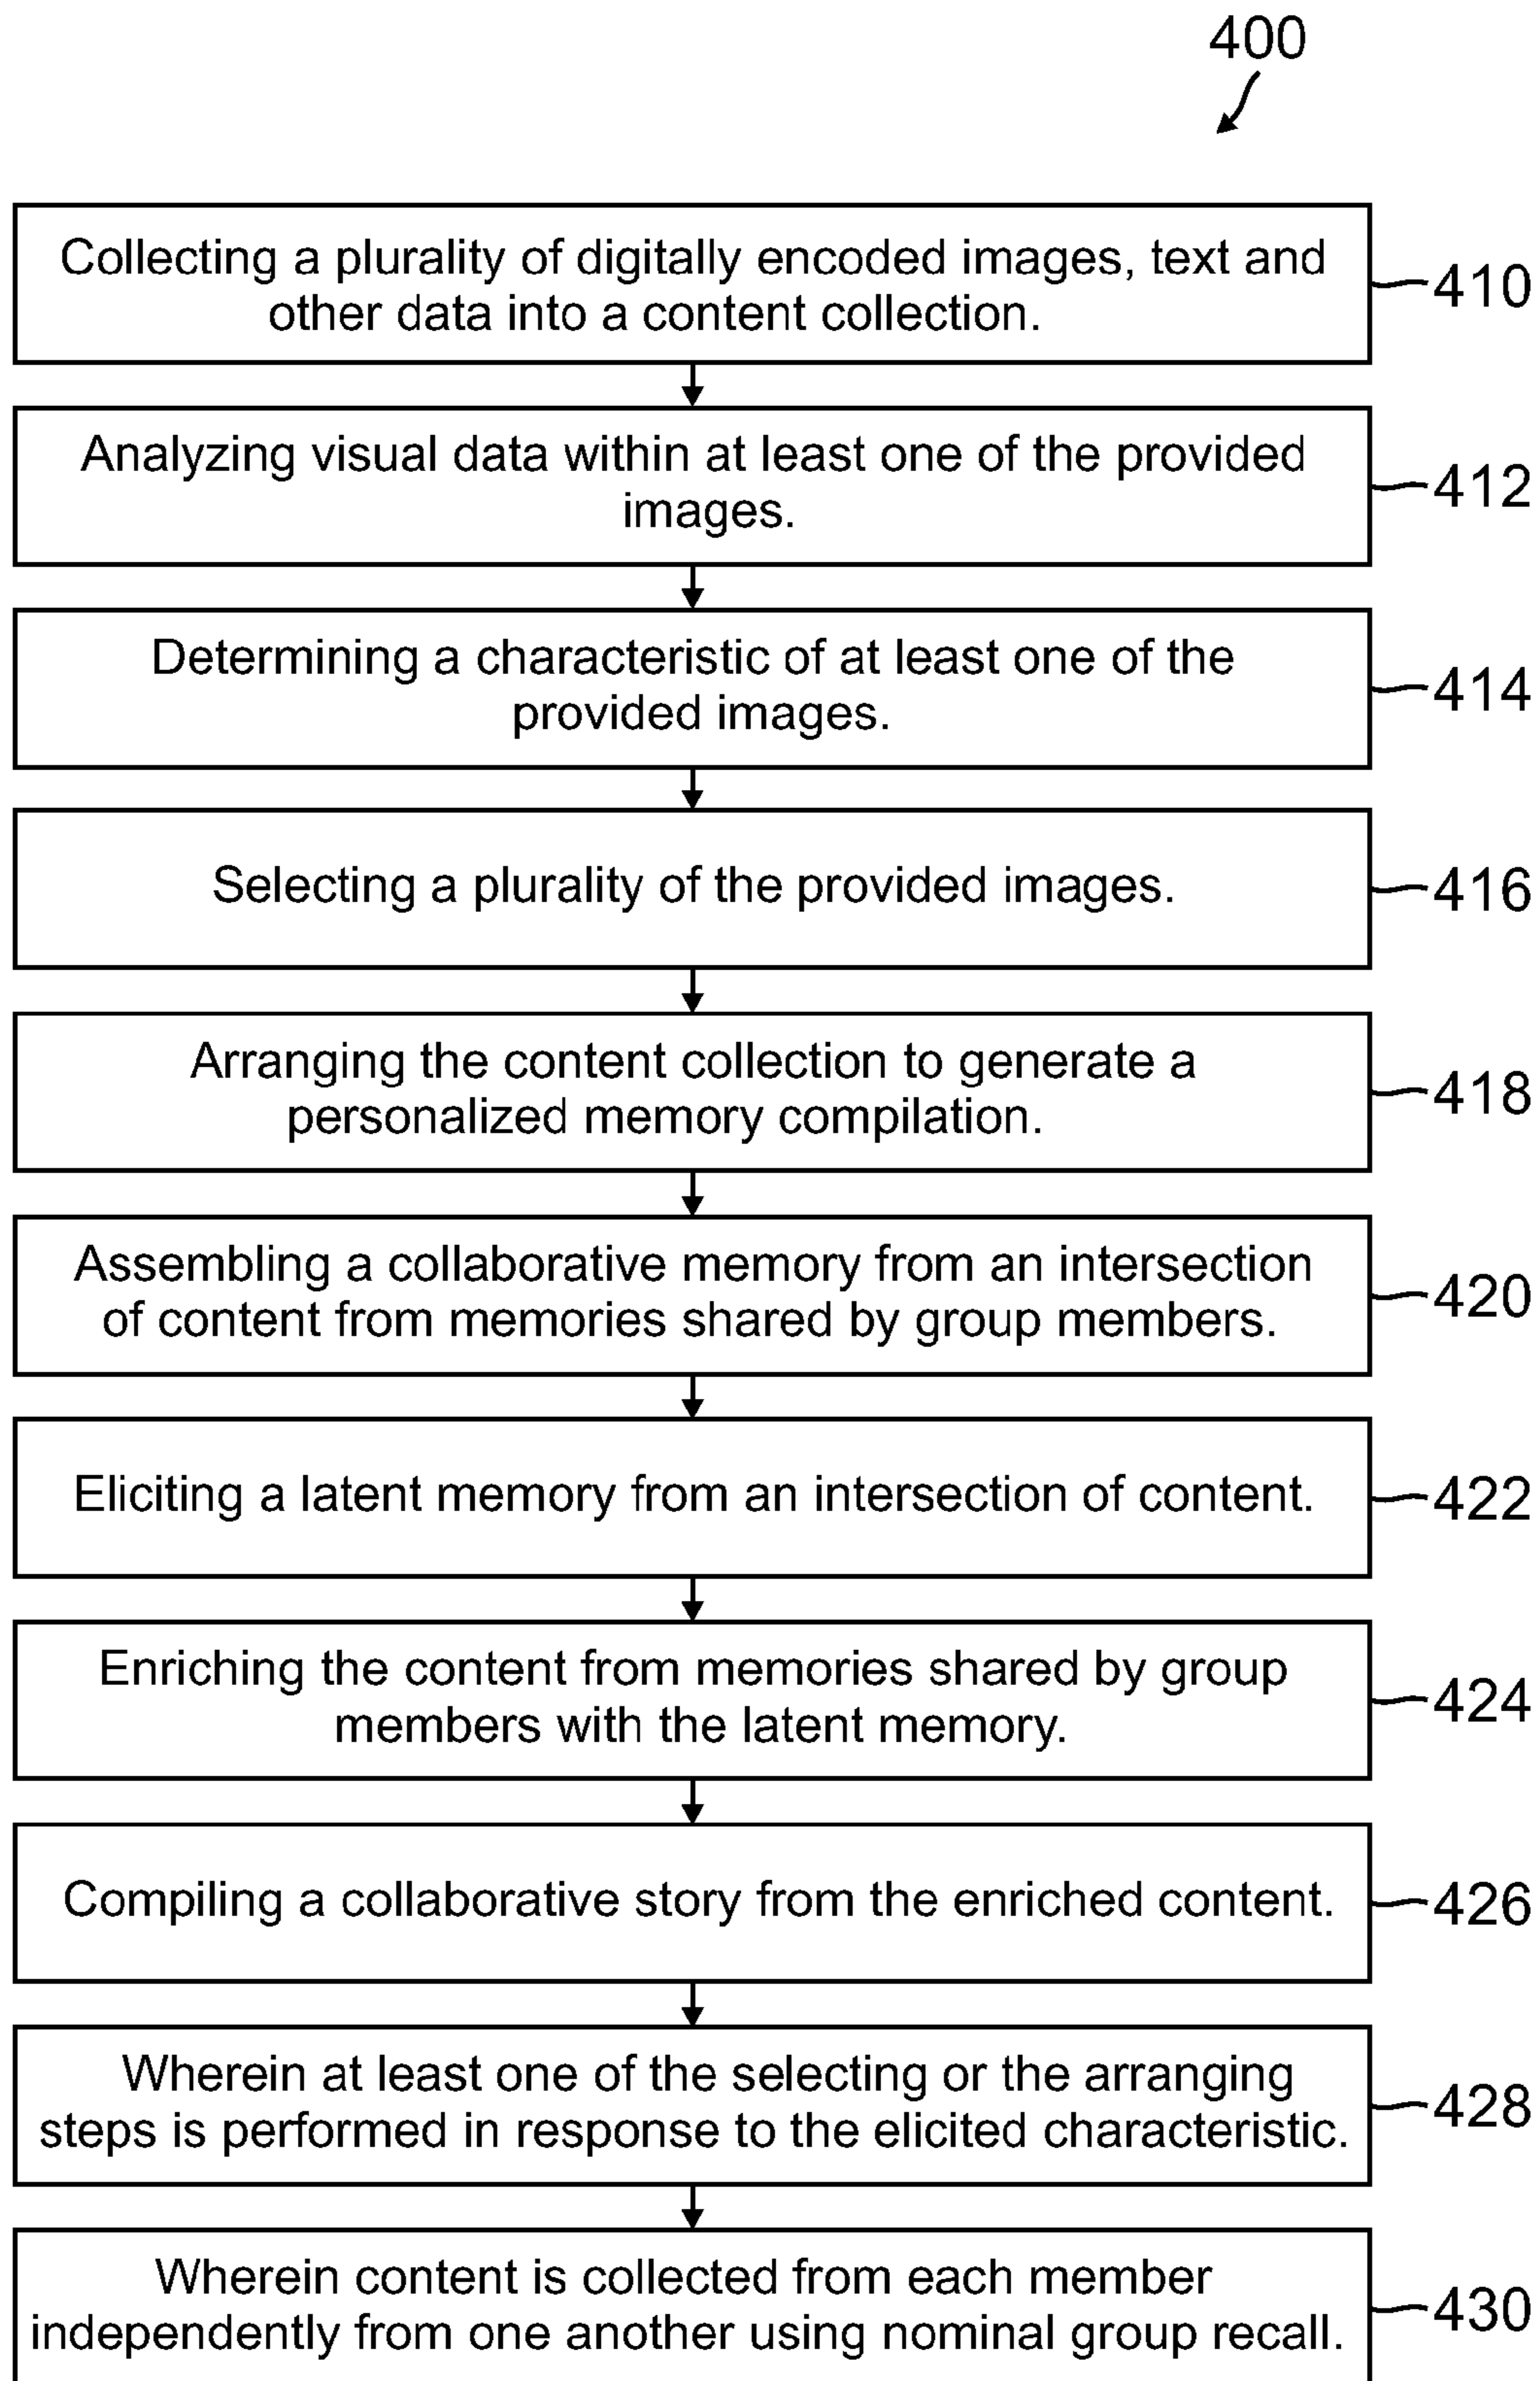 400
Collecting a plurality of digitally encoded images, text and
other data into a content collection.
410
Analyzing visual data within at least one of the provided
images.
412
Determining a characteristic of at least one of the
provided images.
414
Selecting a plurality of the provided images.
416
Arranging the content collection to generate a
personalized memory compilation.
418
Assembling a collaborative memory from an intersection
of content from memories shared by group members.
420
Eliciting a latent memory from an intersection of content.
422
Enriching the content from memories shared by group
members with the latent memory.
424
Compiling a collaborative story from the enriched content.
426
Wherein at least one of the selecting or the arranging
steps is performed in response to the elicited characteristic.
428
Wherein content is collected from each member
independently from one another using nominal group recall.
430